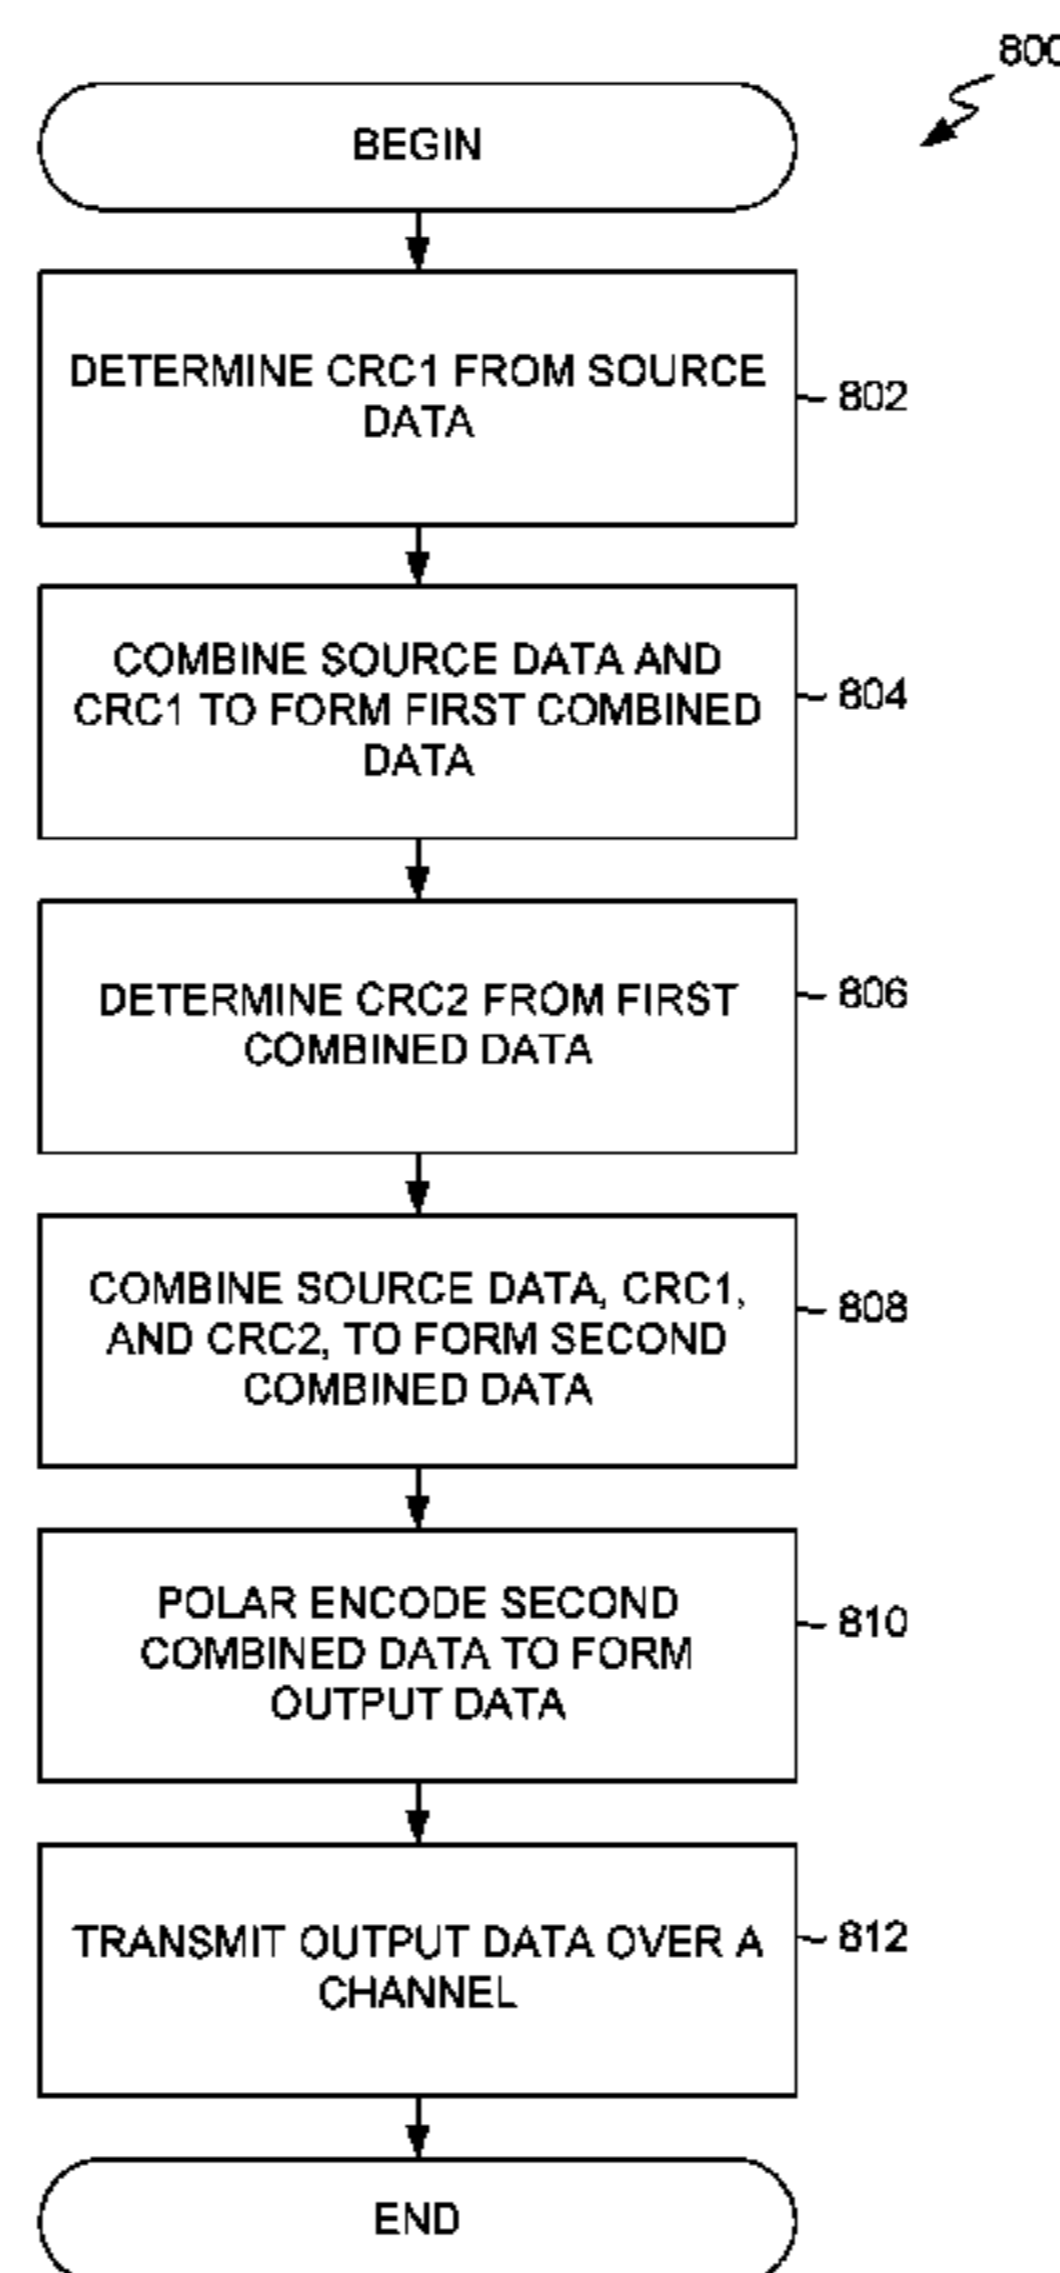 800
BEGIN
DETERMINE CRC1 FROM SOURCE
DATA
802
COMBINE SOURCE DATA AND
CRC1 TO FORM FIRST COMBINED
DATA
804
DETERMINE CRC2 FROM FIRST
COMBINED DATA
806
COMBINE SOURCE DATA, CRC1,
AND CRC2, TO FORM SECOND
COMBINED DATA
808
POLAR ENCODE SECOND
COMBINED DATA TO FORM
OUTPUT DATA
810
TRANSMIT OUTPUT DATA OVER A
CHANNEL
812
END